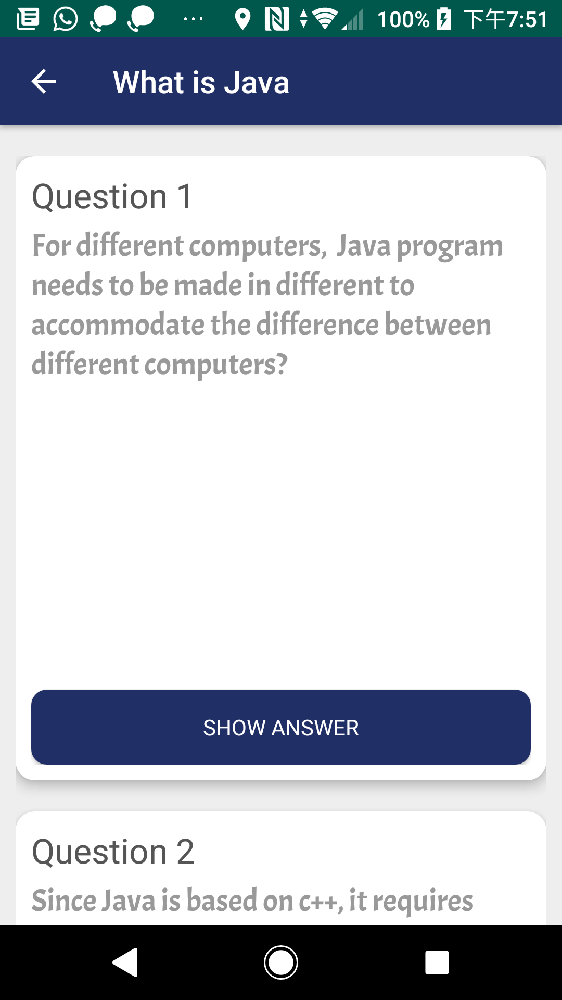 100% 下午7:51
What is Java
Question 1
For different computers, Java program
needs to be made in different to
accommodate the difference between
different computers?
SHOW ANSWER
Question 2
Since Java is based on c++, it requires